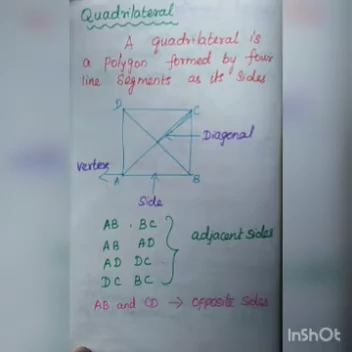 Quadrilateral
A quadrilateral is
a polygon formed by four
line segments as its sides
D C
Diagonal
vertex
A B
Side
AB , BC
AB AD
adjacent sides
AD DC
DC BC
AB and CD → opposite sides
InShOt